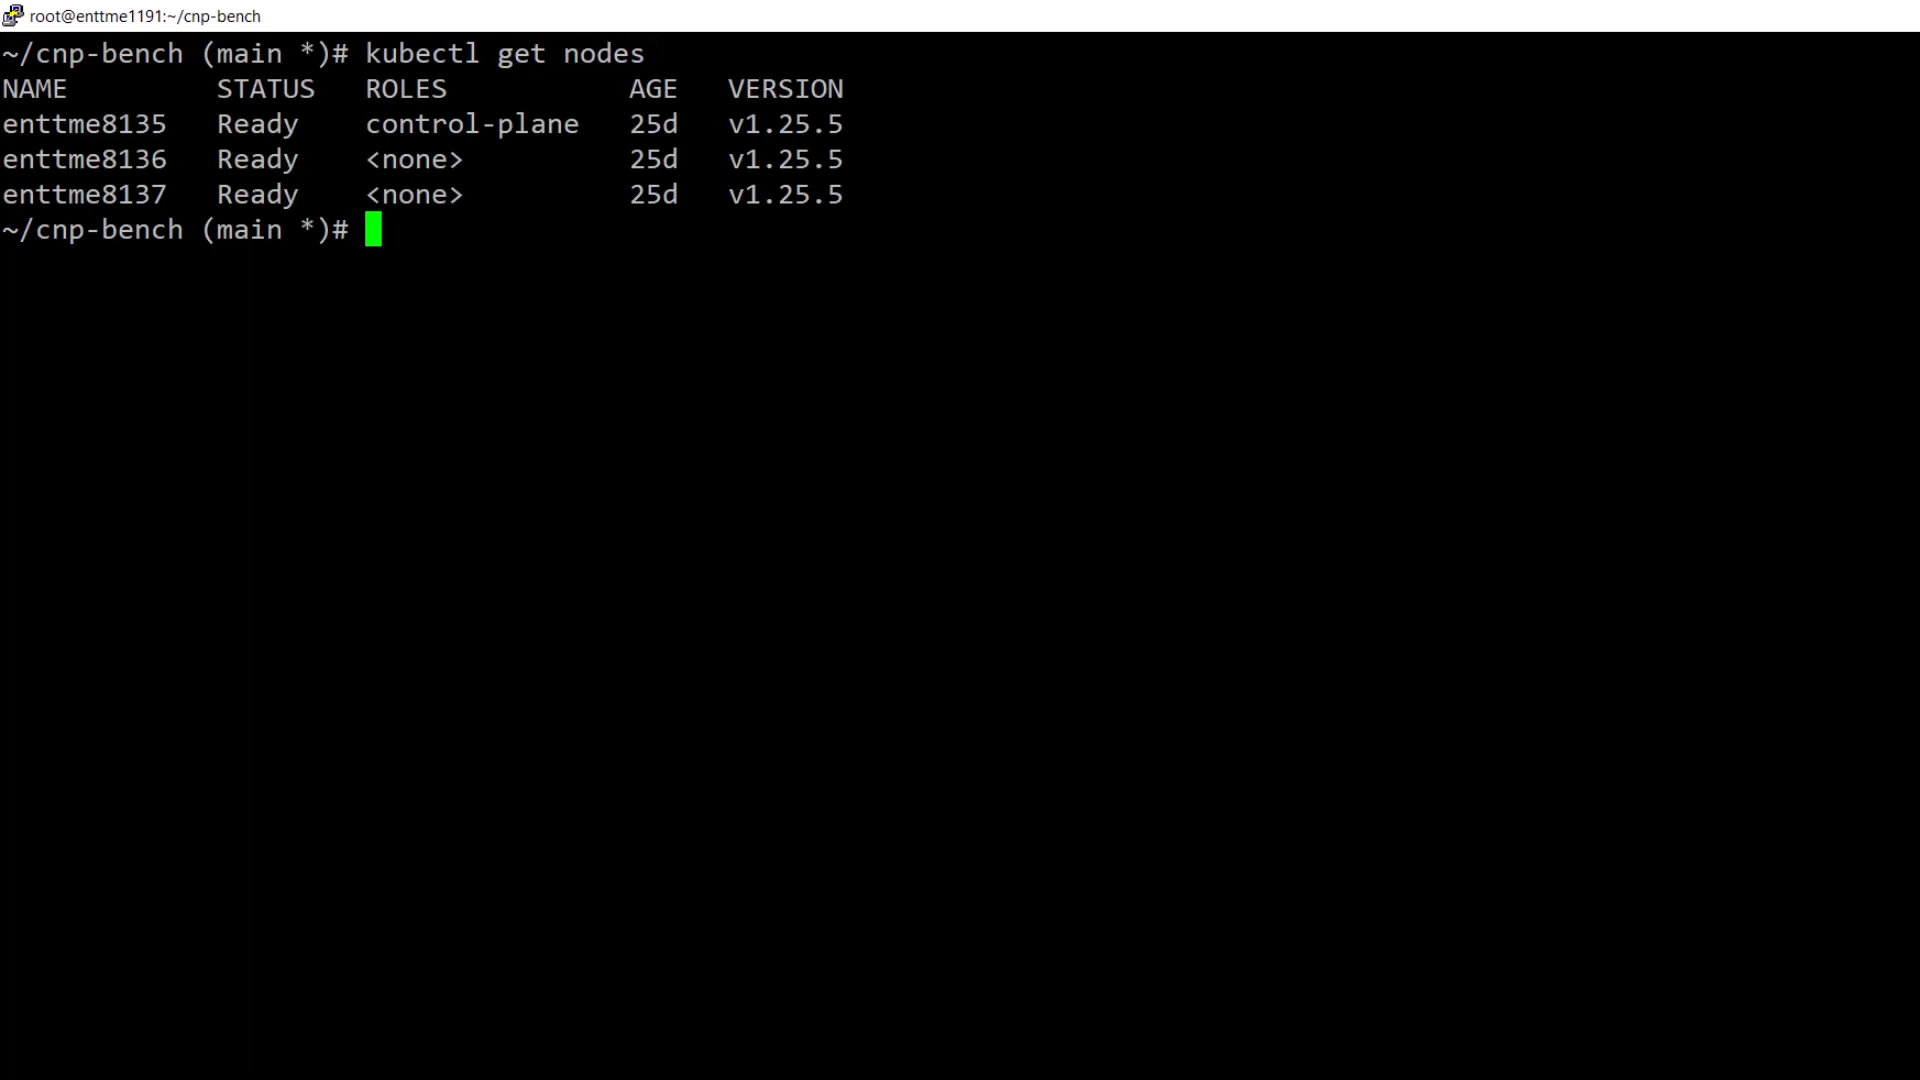 root@enttme1191:~/cnp-bench
~/cnp-bench (main *)# kubectl get nodes
NAME STATUS ROLES AGE VERSION
enttme8135 Ready control-plane 25d v1.25.5
enttme8136 Ready <none> 25d v1.25.5
enttme8137 Ready <none> 25d v1.25.5
~/cnp-bench (main *)#